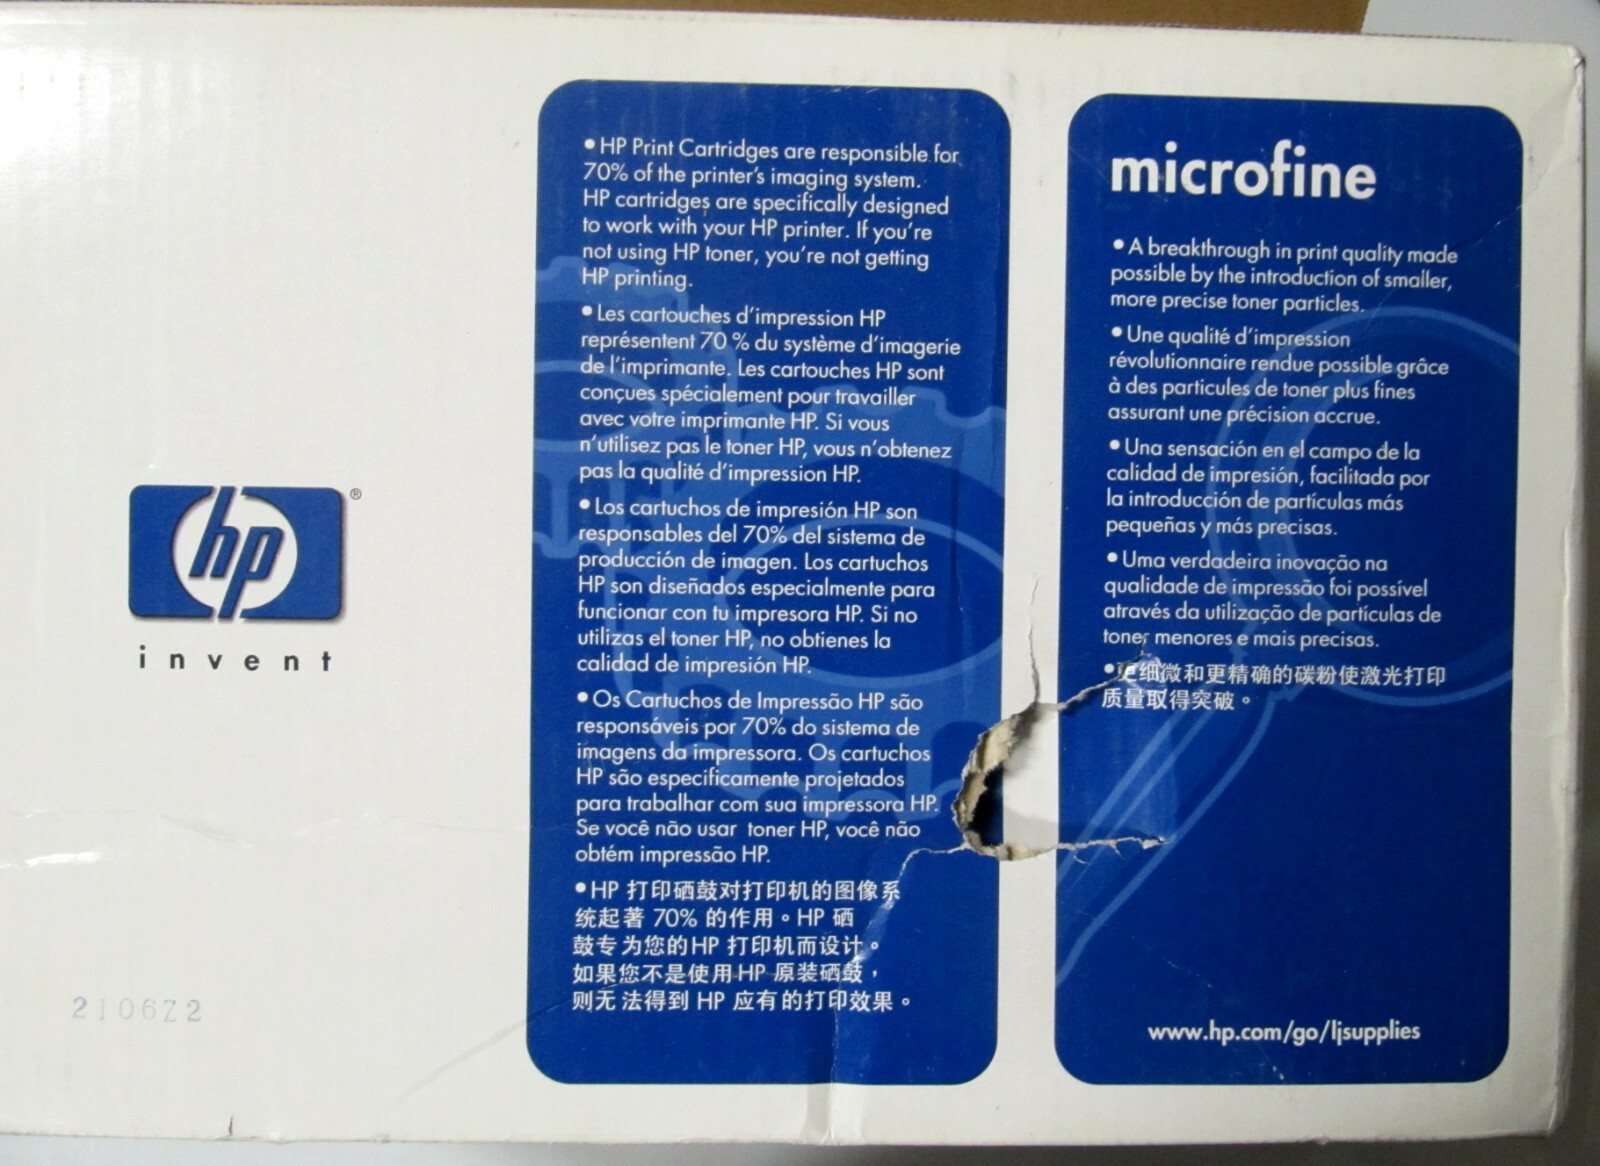 hp
®
invent
2106Z2
• HP Print Cartridges are responsible for
70% of the printer's imaging system.
HP cartridges are specifically designed
to work with your HP printer. If you're
not using HP toner, you're not getting
HP printing.
• Les cartouches d'impression HP
représentent 70 % du système d'imagerie
de l'imprimante. Les cartouches HP sont
conçues spécialement pour travailler
avec votre imprimante HP. Si vous
n'utilisez pas le toner HP, vous n'obtenez
pas la qualité d'impression HP.
• Los cartuchos de impresión HP son
responsables del 70% del sistema de
producción de imagen. Los cartuchos
HP son diseñados especialmente para
funcionar con tu impresora HP. Si no
utilizas el toner HP, no obtienes la
calidad de impresión HP.
• Os Cartuchos de Impressão HP são
responsáveis por 70% do sistema de
imagens da impressora. Os cartuchos
HP são especificamente projetados
para trabalhar com sua impressora HP.
Se você não usar toner HP, você não
obtém impressão HP.
• HP 打印硒鼓对打印机的图像系
统起著 70% 的作用。HP 硒
鼓专为您的HP 打印机而设计。
如果您不是使用HP 原装硒鼓，
则无法得到 HP 应有的打印效果。
microfine
• A breakthrough in print quality made
possible by the introduction of smaller,
more precise toner particles.
• Une qualité d'impression
révolutionnaire rendue possible grâce
à des particules de toner plus fines
assurant une précision accrue.
• Una sensación en el campo de la
calidad de impresión, facilitada por
la introducción de partículas más
pequeñas y más precisas.
• Uma verdadeira inovação na
qualidade de impressão foi possível
através da utilização de partículas de
toner menores e mais precisas.
• 更细微和更精确的碳粉使激光打印
质量取得突破。
www.hp.com/go/ljsupplies